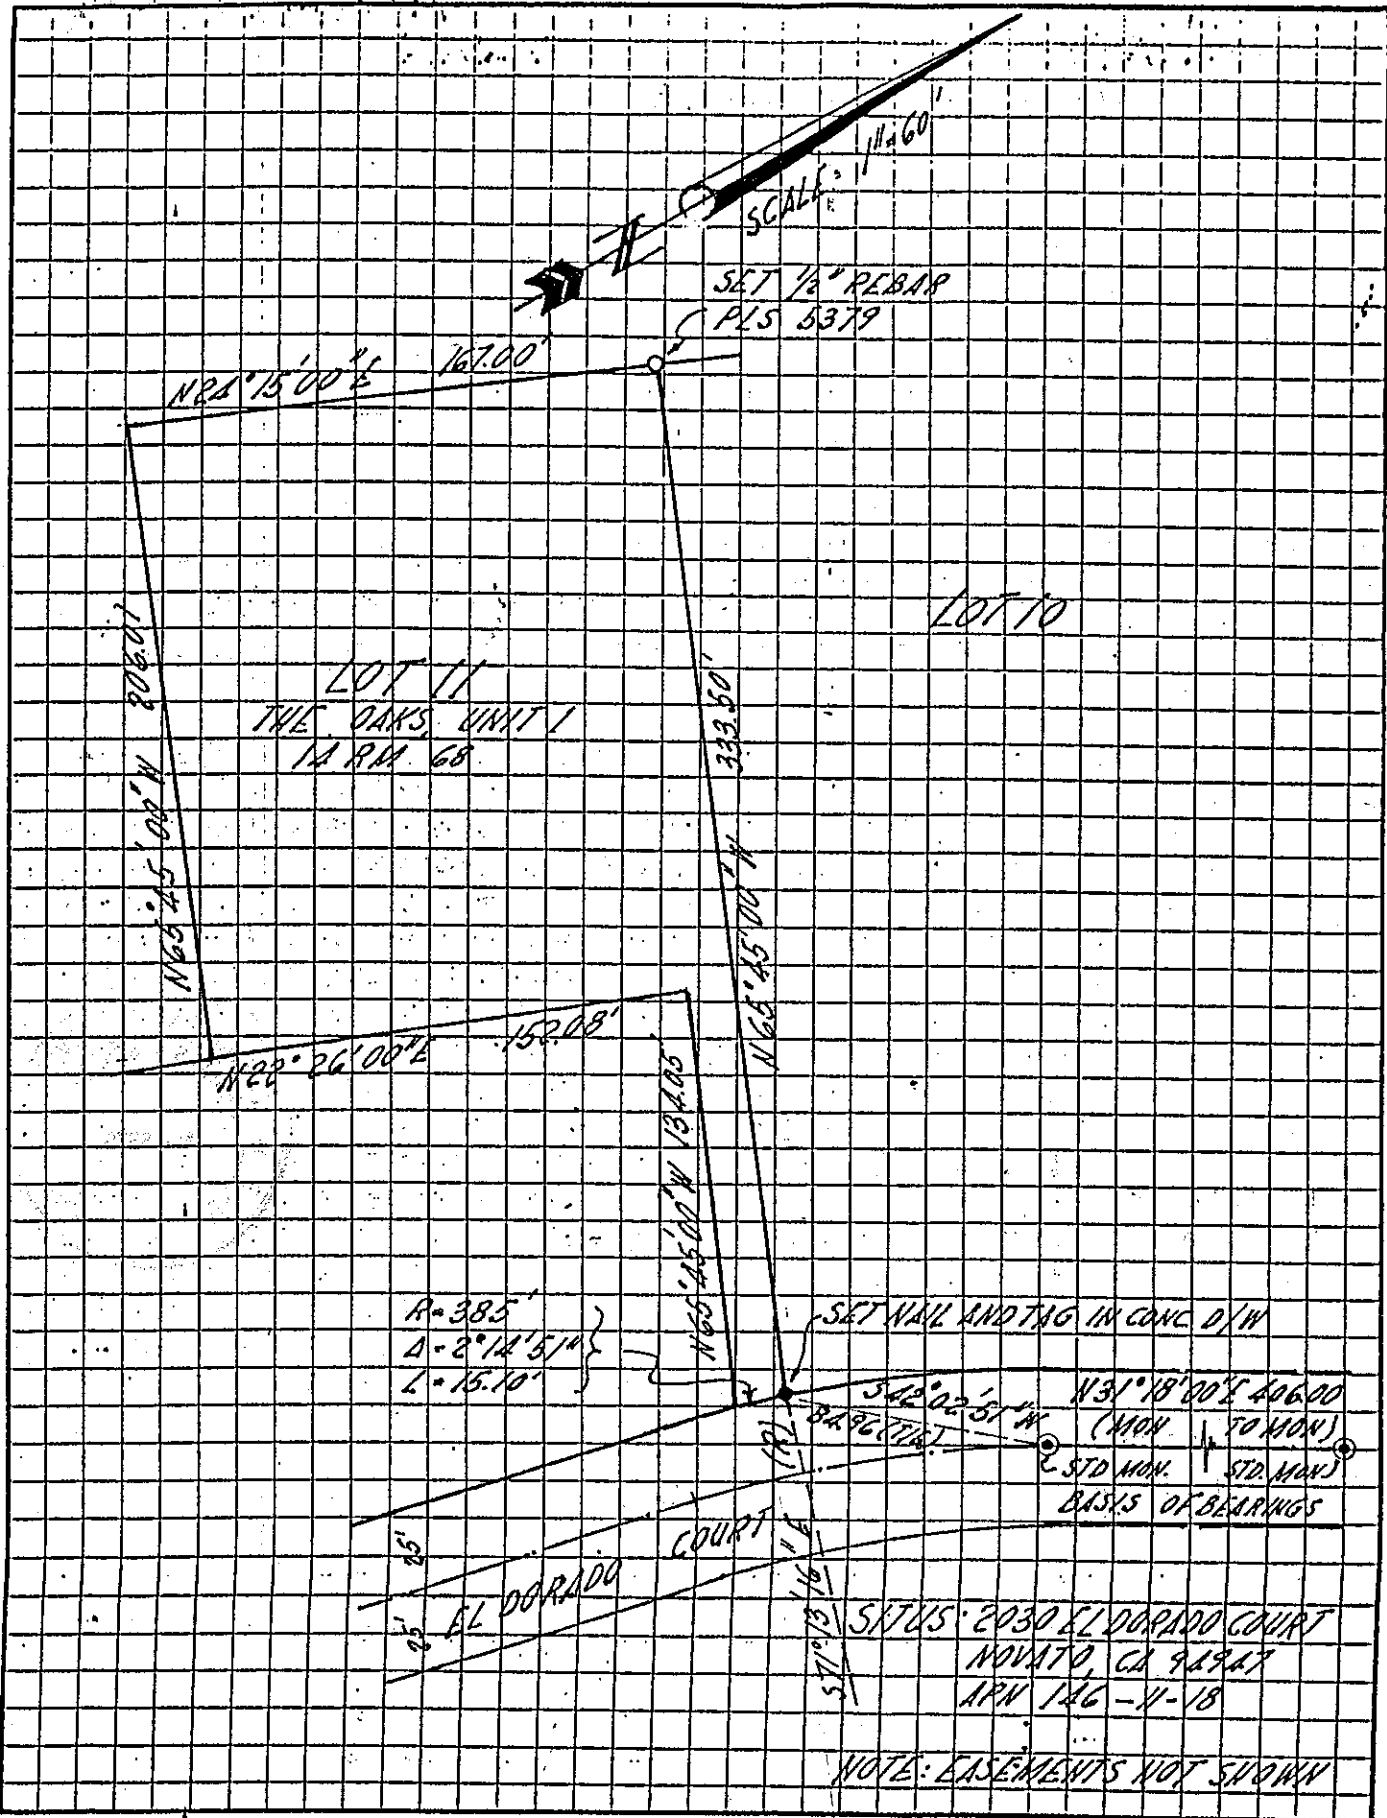 SCALE: 1"=60'
N
SET 1/2" REBAR
PLS 5379
N24°15'00"E 167.00'
LOT 10
206.01
N65°45'00"W
LOT 11
THE OAKS, UNIT 1
14 RM 68
333.50'
N65°45'00"W
N22°26'00"E 152.08'
N65°45'00"W 134.05'
R=385'
Δ=2°14'51"
L=15.10'
SET NAIL AND TAG IN CONC. D/W
S42°02'51"W
84.96 (TIE)
N31°18'00"E 406.00
(MON TO MON)
STD MON. STD. MON)
BASIS OF BEARINGS
(R)
S71°13'16"E
25'
25'
EL DORADO COURT
SITUS: 2030 EL DORADO COURT
NOVATO, CA 94947
APN 146-11-18
NOTE: EASEMENTS NOT SHOWN